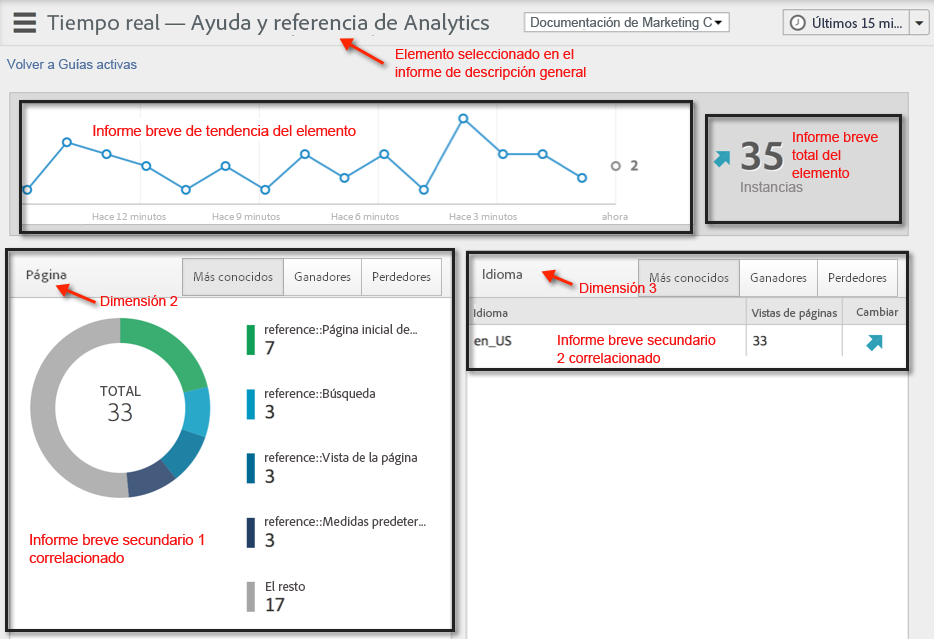 Tiempo real — Ayuda y referencia de Analytics
Documentación de Marketing C
Últimos 15 mi...
Elemento seleccionado en el
informe de descripción general
Volver a Guías activas
Informe breve de tendencia del elemento
2
Hace 12 minutos
Hace 9 minutos
Hace 6 minutos
Hace 3 minutos
ahora
35
Instancias
Informe breve
total del
elemento
Página
Más conocidos
Ganadores
Perdedores
Dimensión 2
TOTAL
33
reference::Página inicial de...
7
reference::Búsqueda
3
reference::Vista de la página
3
reference::Medidas predeter...
3
El resto
17
Informe breve secundario 1
correlacionado
Idioma
Más conocidos
Ganadores
Perdedores
Dimensión 3
Idioma
Vistas de páginas
Cambiar
en_US
33
Informe breve secundario
2 correlacionado